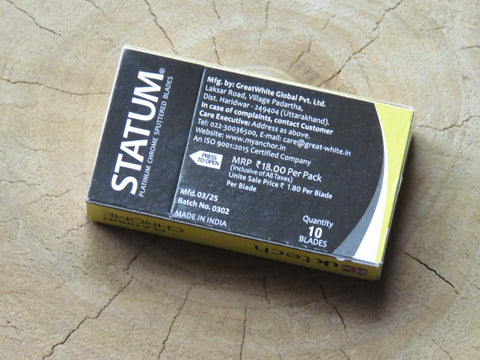 STATUM®
PLATINUM CHROME SPUTTERED BLADES
Mfg. by: GreatWhite Global Pvt. Ltd.
Laksar Road, Village Padartha,
Dist. Haridwar - 249404 (Uttarakhand).
In case of complaints, contact Customer
Care Executive: Address as above.
Tel: 022-30036500, E-mail: care@great-white.in
Website: www.myanchor.in
An ISO 9001:2015 Certified Company
PRESS
TO OPEN
MRP ₹18.00 Per Pack
(Inclusive of All Taxes)
Unite Sale Price ₹ 1.80 Per Blade
Per Blade
Mfd. 03/25
Batch No. 0302
MADE IN INDIA
Quantity
10
BLADES
PLATINUM
CHROME
uktech